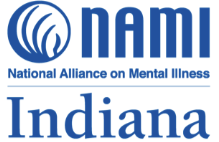 NAMI
National Alliance on Mental Illness
Indiana